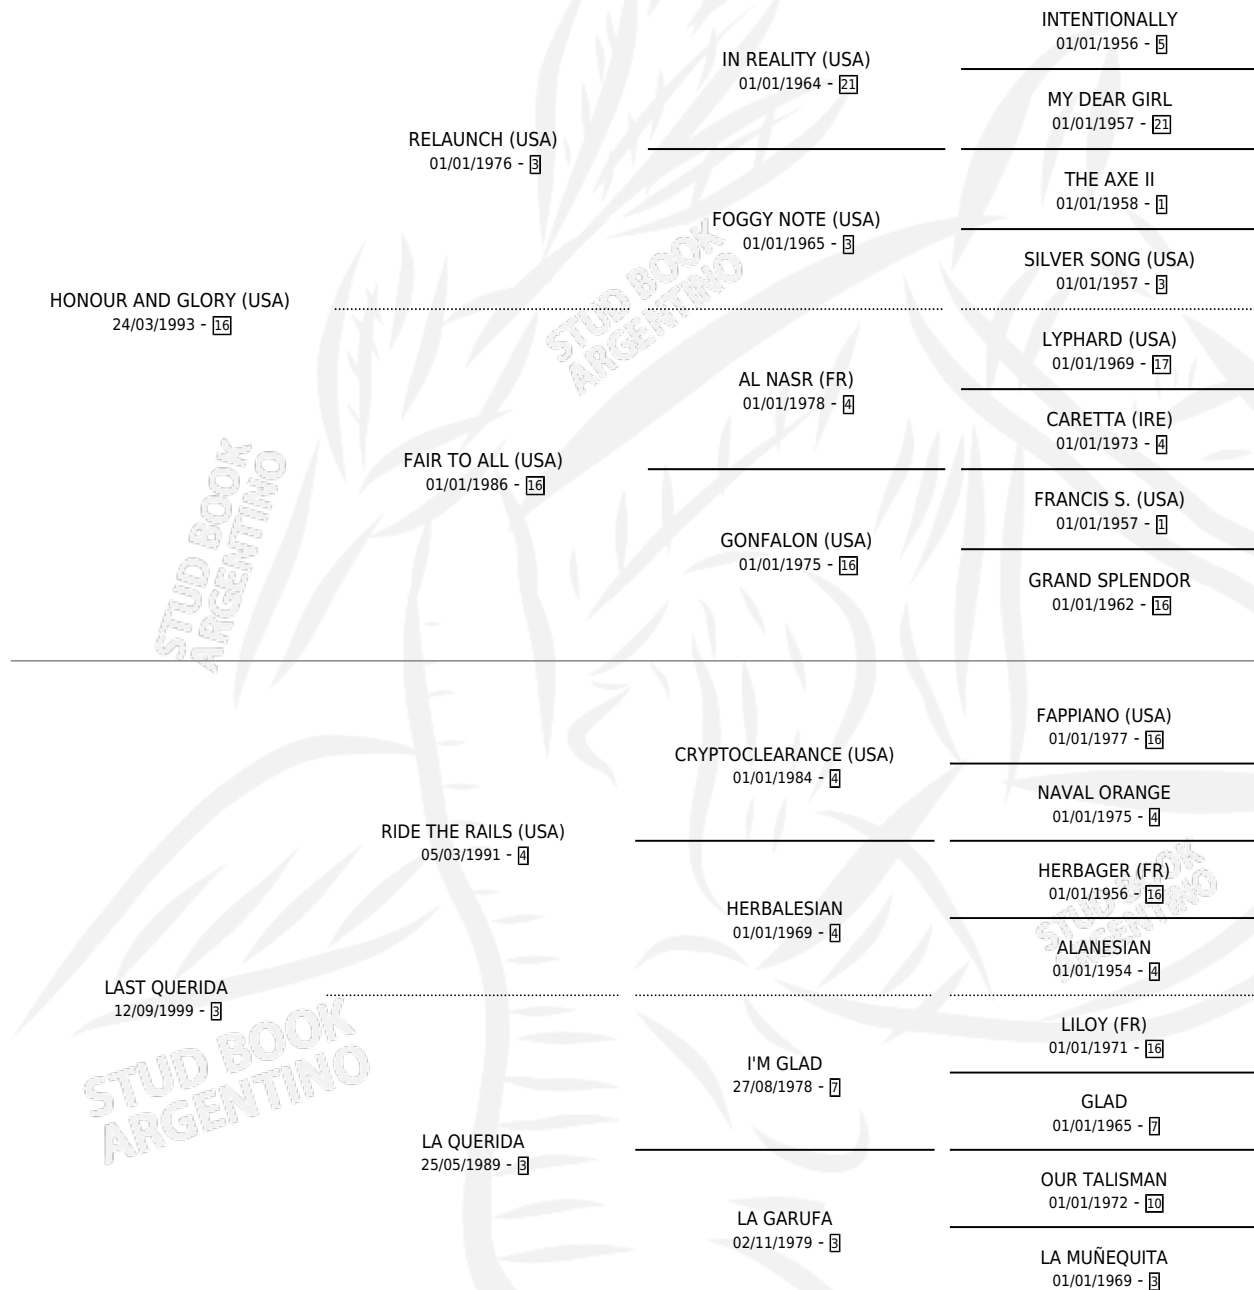 INTENTIONALLY
01/01/1956 - 5
IN REALITY (USA)
01/01/1964 - 21
MY DEAR GIRL
01/01/1957 - 21
RELAUNCH (USA)
01/01/1976 - 3
THE AXE II
01/01/1958 - 1
FOGGY NOTE (USA)
01/01/1965 - 3
SILVER SONG (USA)
01/01/1957 - 3
HONOUR AND GLORY (USA)
24/03/1993 - 16
LYPHARD (USA)
01/01/1969 - 17
AL NASR (FR)
01/01/1978 - 4
CARETTA (IRE)
01/01/1973 - 4
FAIR TO ALL (USA)
01/01/1986 - 16
FRANCIS S. (USA)
01/01/1957 - 1
GONFALON (USA)
01/01/1975 - 16
GRAND SPLENDOR
01/01/1962 - 16
FAPPIANO (USA)
01/01/1977 - 16
CRYPTOCLEARANCE (USA)
01/01/1984 - 4
NAVAL ORANGE
01/01/1975 - 4
RIDE THE RAILS (USA)
05/03/1991 - 4
HERBAGER (FR)
01/01/1956 - 16
HERBALESIAN
01/01/1969 - 4
ALANESIAN
01/01/1954 - 4
LAST QUERIDA
12/09/1999 - 3
LILOY (FR)
01/01/1971 - 16
I'M GLAD
27/08/1978 - 7
GLAD
01/01/1965 - 7
LA QUERIDA
25/05/1989 - 3
OUR TALISMAN
01/01/1972 - 10
LA GARUFA
02/11/1979 - 3
LA MUÑEQUITA
01/01/1969 - 3
STUD BOOK
ARGENTINO
STUD BOOK
ARGENTINO
STUD BOOK
ARGENTINO
STUD BOOK
ARGENTINO